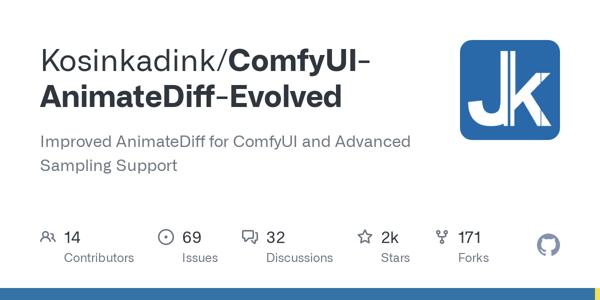 Kosinkadink/ComfyUI-
AnimateDiff-Evolved
Jk
Improved AnimateDiff for ComfyUI and Advanced
Sampling Support
14 69 32 2k 171
Contributors Issues Discussions Stars Forks